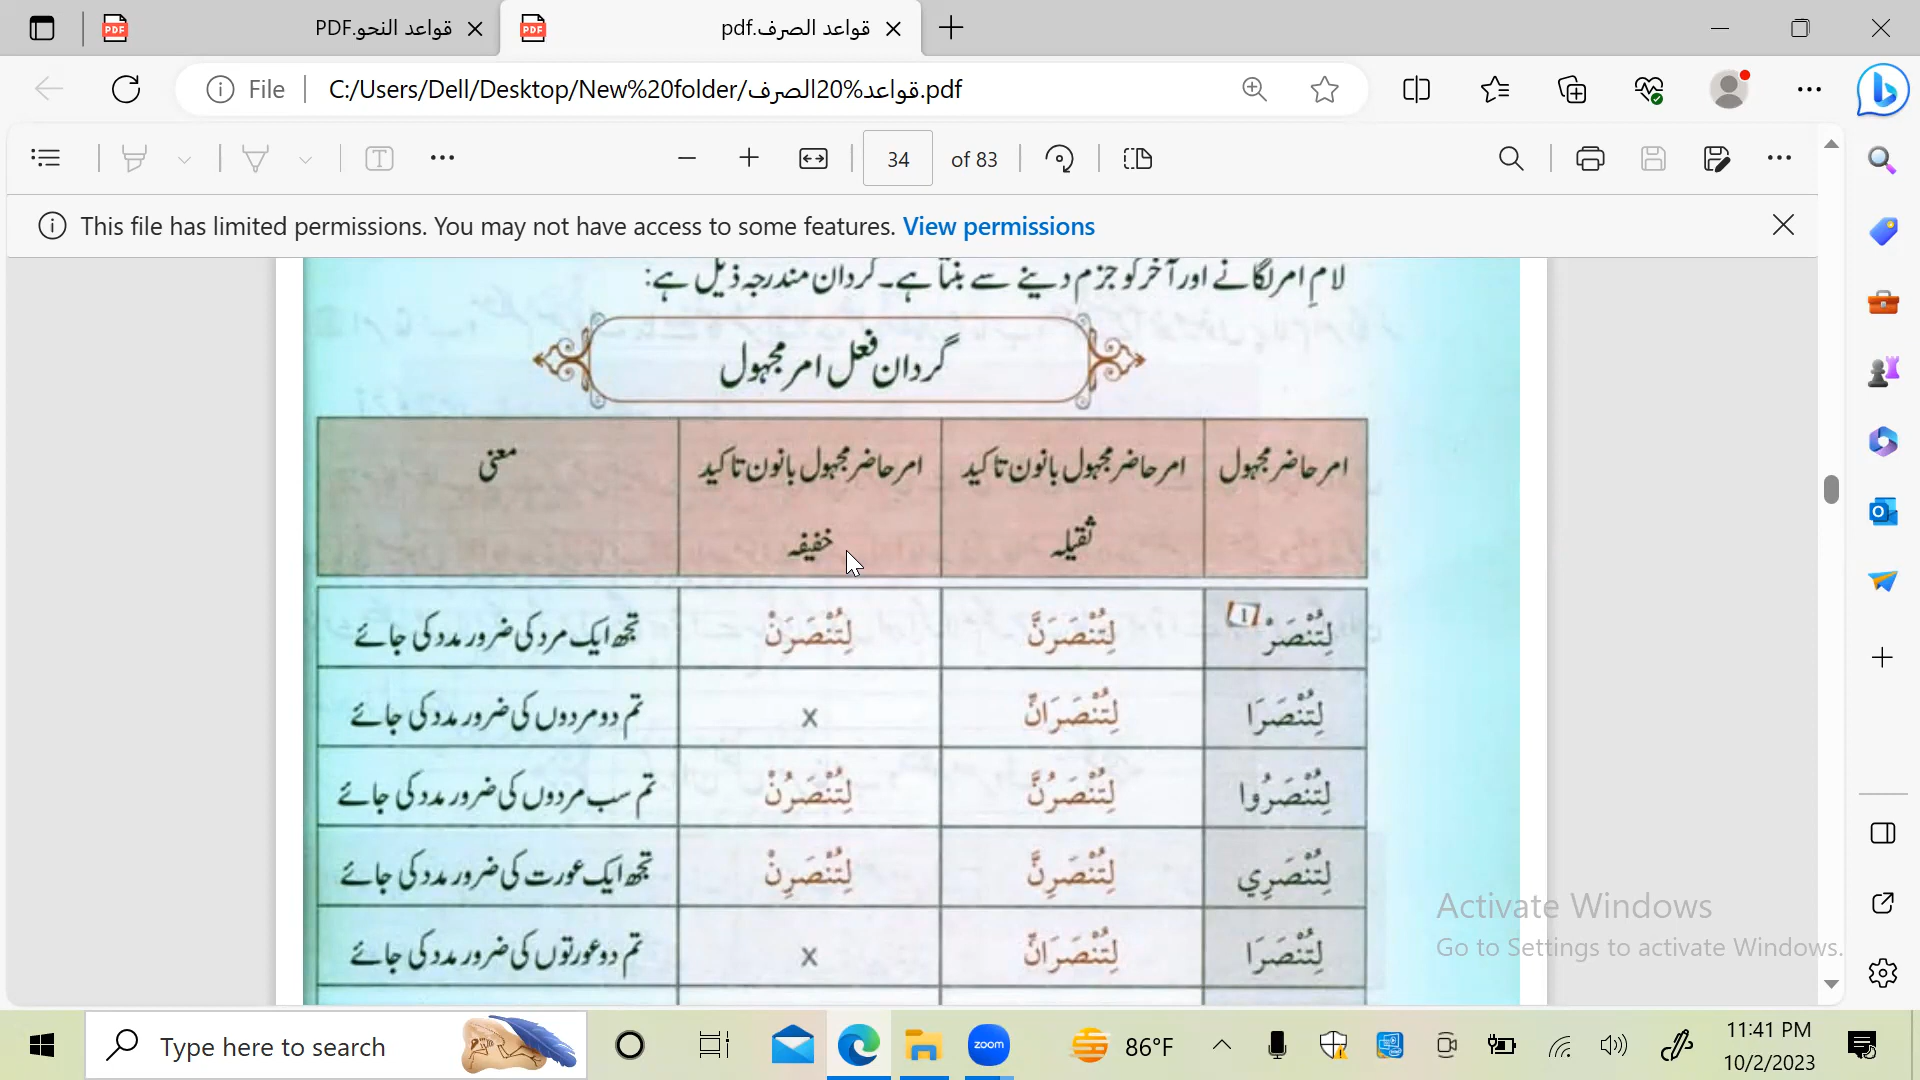 قواعد النحو.PDF
قواعد الصرف.pdf
File
C:/Users/Dell/Desktop/New%20folder/قواعد%20الصرف.pdf
34 of 83
This file has limited permissions. You may not have access to some features. View permissions
لامِ امر لگانے اور آخر کو جزم دینے سے بنتا ہے۔ گردان مندرجہ ذیل ہے:
گردان فعل امر مجہول
امر حاضر مجہول
امر حاضر مجہول بانون تاکید ثقیلہ
امر حاضر مجہول بانون تاکید خفیفہ
معنی
لِتُنْصَرْ [1] لِتُنْصَرَنَّ لِتُنْصَرَنْ تجھ ایک مرد کی ضرور مدد کی جائے
لِتُنْصَرَا لِتُنْصَرَانِّ x تم دو مردوں کی ضرور مدد کی جائے
لِتُنْصَرُوا لِتُنْصَرُنَّ لِتُنْصَرُنْ تم سب مردوں کی ضرور مدد کی جائے
لِتُنْصَرِي لِتُنْصَرِنَّ لِتُنْصَرِنْ تجھ ایک عورت کی ضرور مدد کی جائے
لِتُنْصَرَا لِتُنْصَرَانِّ x تم دو عورتوں کی ضرور مدد کی جائے
Activate Windows
Go to Settings to activate Windows.
Type here to search
zoom
86°F
11:41 PM
10/2/2023